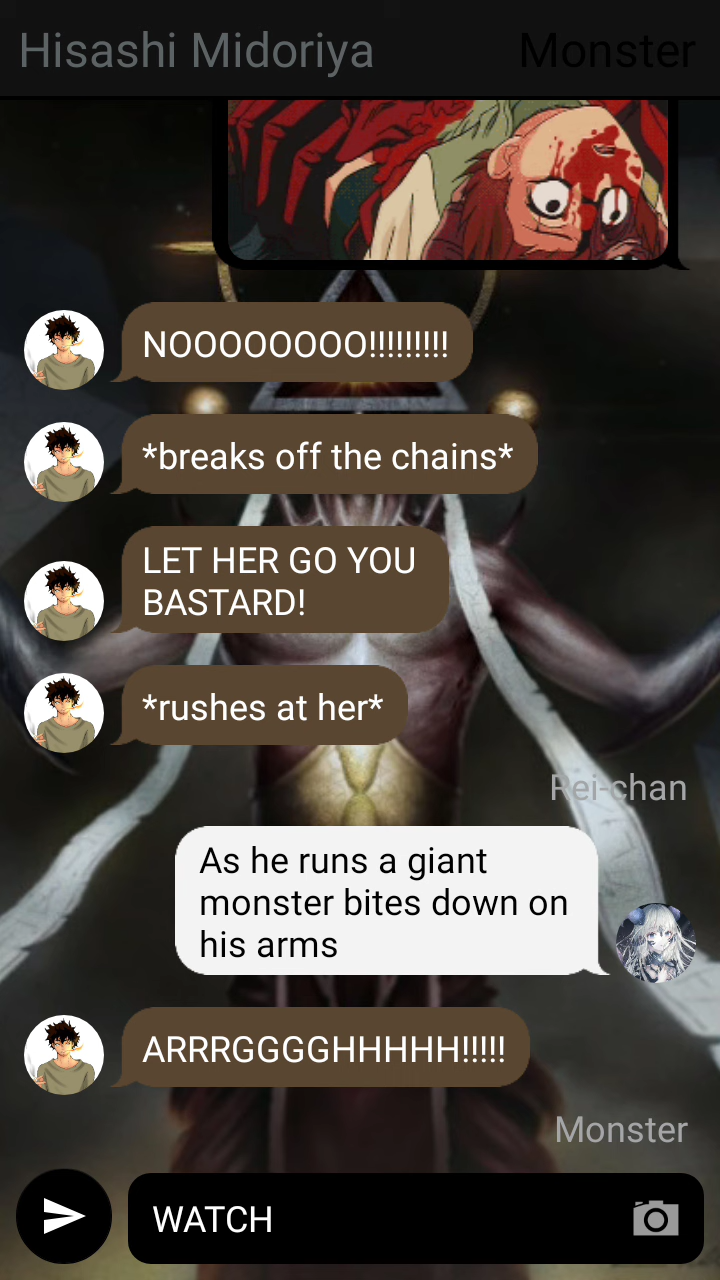 Hisashi Midoriya Monster
NOOOOOOOO!!!!!!!!!
*breaks off the chains*
LET HER GO YOU
BASTARD!
*rushes at her*
Rei-chan
As he runs a giant
monster bites down on
his arms
ARRRGGGGHHHHH!!!!!
Monster
WATCH